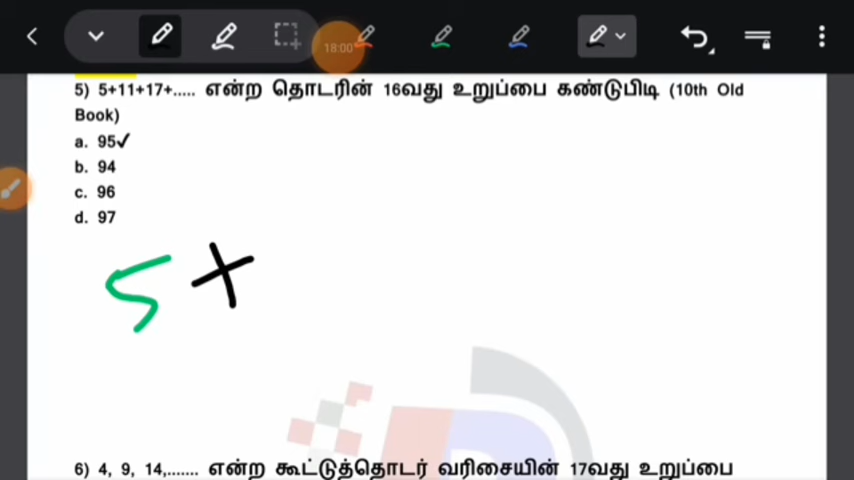 18:00
5) 5+11+17+..... என்ற தொடரின் 16வது உறுப்பை கண்டுபிடி (10th Old
Book)
a. 95✓
b. 94
c. 96
d. 97
5 +
6) 4, 9, 14,....... என்ற கூட்டுத்தொடர் வரிசையின் 17வது உறுப்பை